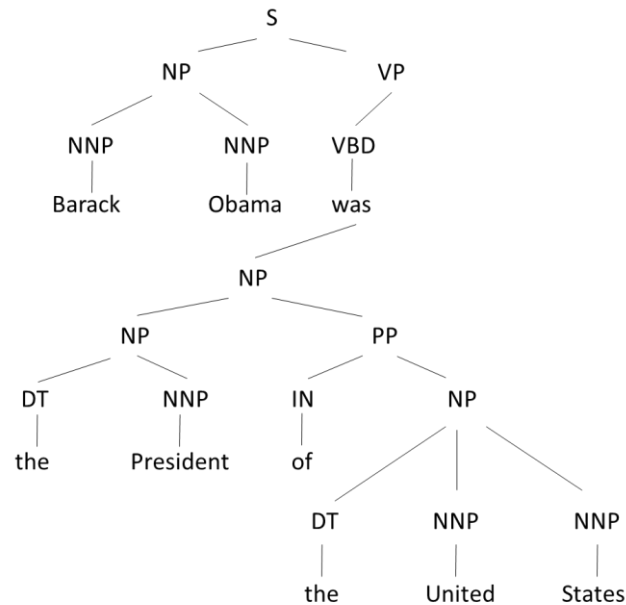 S
NP VP
NNP NNP VBD
Barack Obama was
NP
NP PP
DT NNP IN NP
the President of
DT NNP NNP
the United States